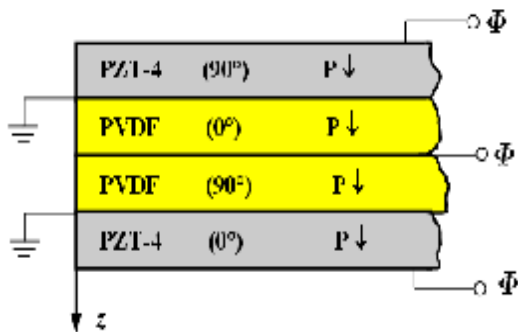 Φ
PZT-4 (90°) P↓
PVDF (0°) P↓
Φ
PVDF (90°) P↓
PZT-4 (0°) P↓
Φ
z